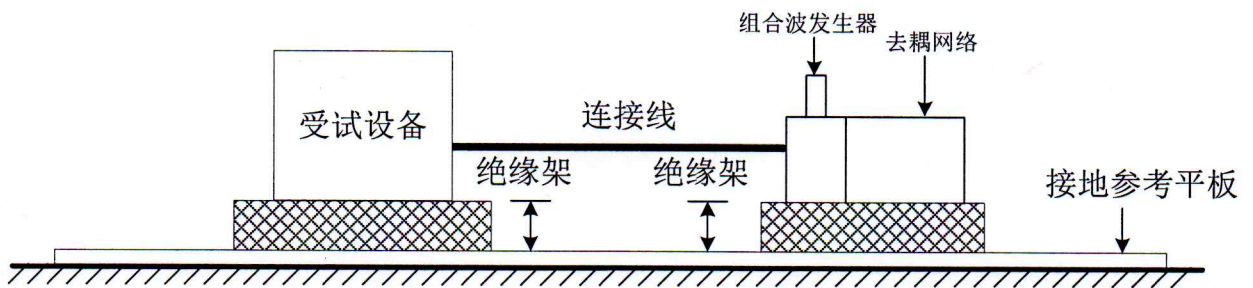 组合波发生器
去耦网络
受试设备
连接线
绝缘架
绝缘架
接地参考平板